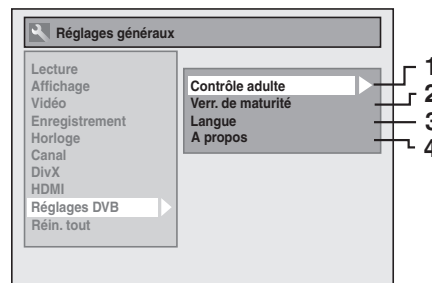 Réglages généraux
Lecture
Affichage
Vidéo
Enregistrement
Horloge
Canal
DivX
HDMI
Réglages DVB
Réin. tout
Contrôle adulte
Verr. de maturité
Langue
A propos
1
2
3
4